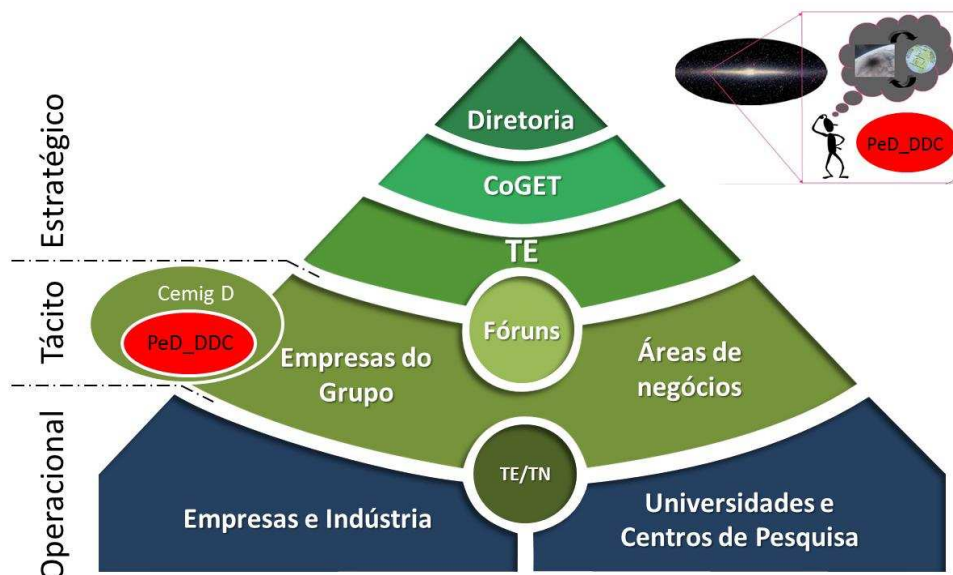 Diretoria
CoGET
TE
Fóruns
Empresas do
Grupo
Áreas de
negócios
TE/TN
Empresas e Indústria
Universidades e
Centros de Pesquisa
Estratégico
Tácito
Operacional
Cemig D
PeD_DDC
PeD_DDC